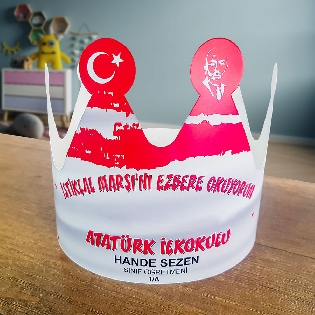 İSTİKLAL MARŞI'NI EZBERE OKUYORUM
ATATÜRK İLKOKULU
HANDE SEZEN
SINIF ÖĞRETMENİ
1/A